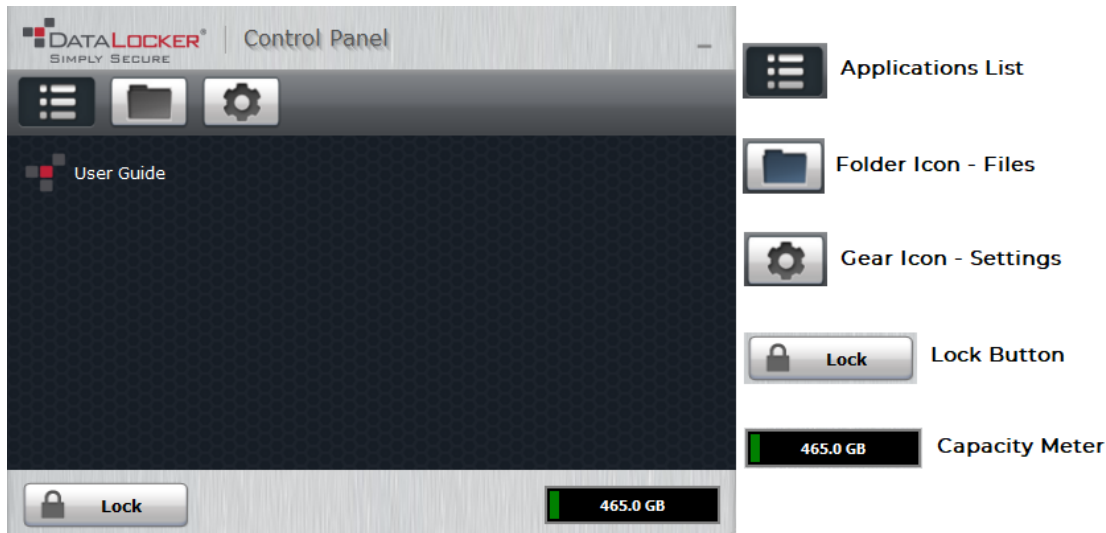 DATALOCKER® Control Panel
SIMPLY SECURE
User Guide
Lock
465.0 GB
Applications List
Folder Icon - Files
Gear Icon - Settings
Lock Lock Button
465.0 GB Capacity Meter